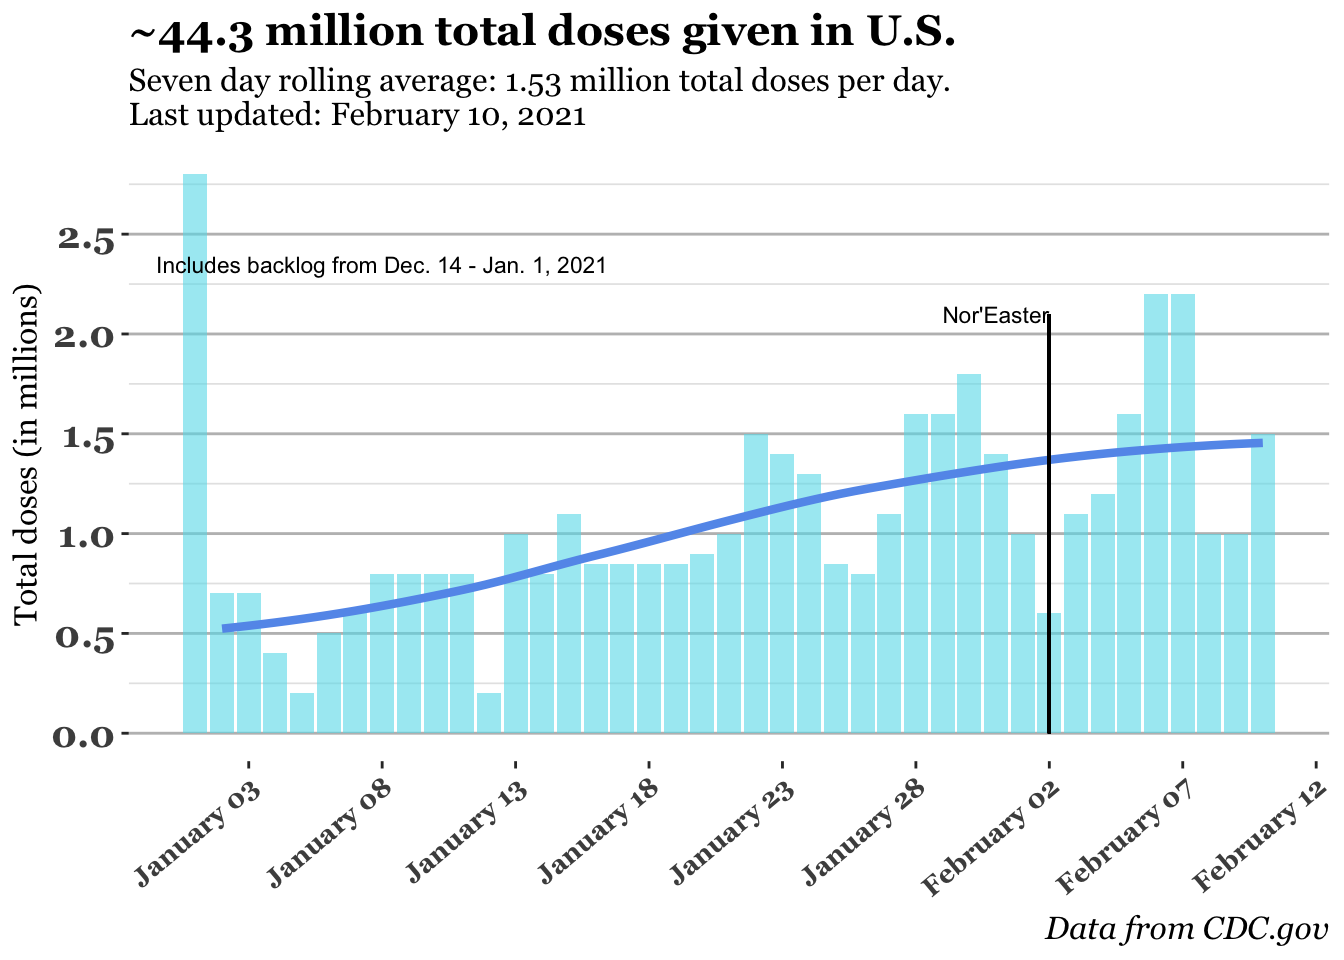 ~44.3 million total doses given in U.S.
Seven day rolling average: 1.53 million total doses per day.
Last updated: February 10, 2021
Total doses (in millions)
2.5
2.0
1.5
1.0
0.5
0.0
Includes backlog from Dec. 14 - Jan. 1, 2021
Nor'Easter
January 03
January 08
January 13
January 18
January 23
January 28
February 02
February 07
February 12
Data from CDC.gov